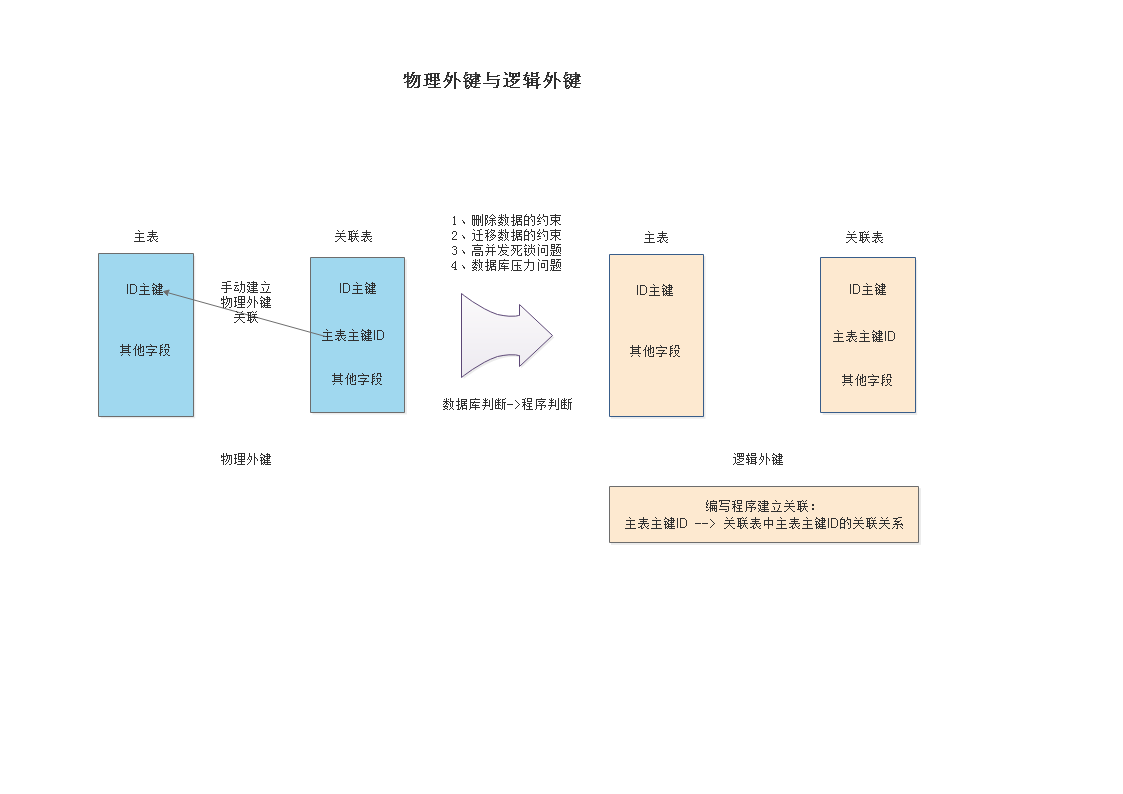 物理外键与逻辑外键
主表
ID主键
其他字段
手动建立
物理外键
关联
关联表
ID主键
主表主键ID
其他字段
物理外键
1、删除数据的约束
2、迁移数据的约束
3、高并发死锁问题
4、数据库压力问题
数据库判断->程序判断
主表
ID主键
其他字段
关联表
ID主键
主表主键ID
其他字段
逻辑外键
编写程序建立关联：
主表主键ID --> 关联表中主表主键ID的关联关系